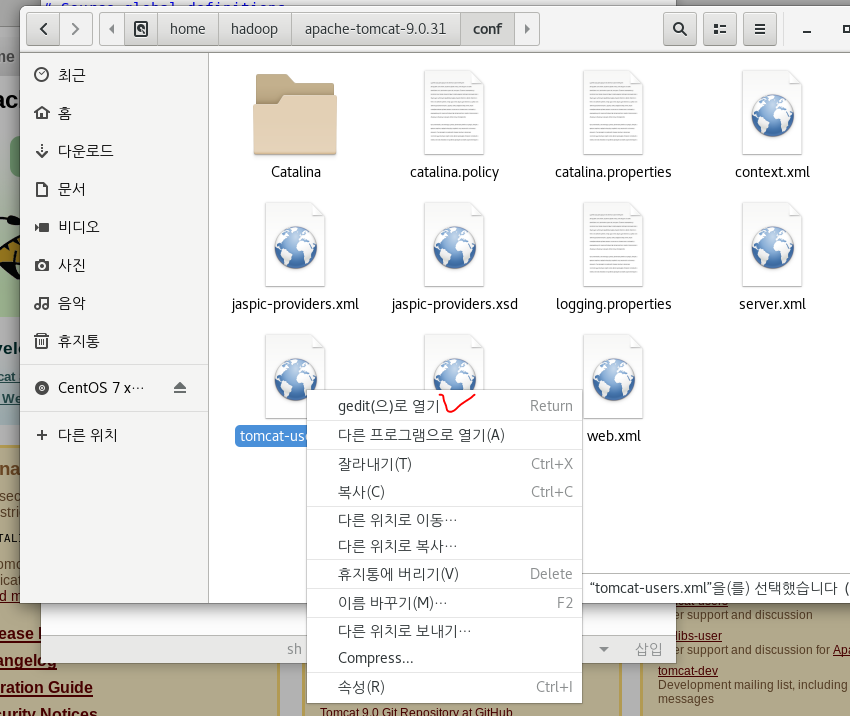 # Source global definitions
home
hadoop
apache-tomcat-9.0.31
conf
최근
홈
다운로드
문서
비디오
사진
음악
휴지통
CentOS 7 x…
다른 위치
Catalina
catalina.policy
catalina.properties
context.xml
jaspic-providers.xml
jaspic-providers.xsd
logging.properties
server.xml
tomcat-use
web.xml
gedit(으)로 열기 Return
다른 프로그램으로 열기(A)
잘라내기(T) Ctrl+X
복사(C) Ctrl+C
다른 위치로 이동…
다른 위치로 복사…
휴지통에 버리기(V) Delete
이름 바꾸기(M)… F2
다른 위치로 보내기…
Compress...
속성(R) Ctrl+I
“tomcat-users.xml”을(를) 선택했습니다 (
sh
삽입
er support and discussion
libs-user
er support and discussion for Apa
tomcat-dev
Development mailing list, including
messages
ration Guide
curity Notices
Tomcat 9.0 Git Repository at GitHub